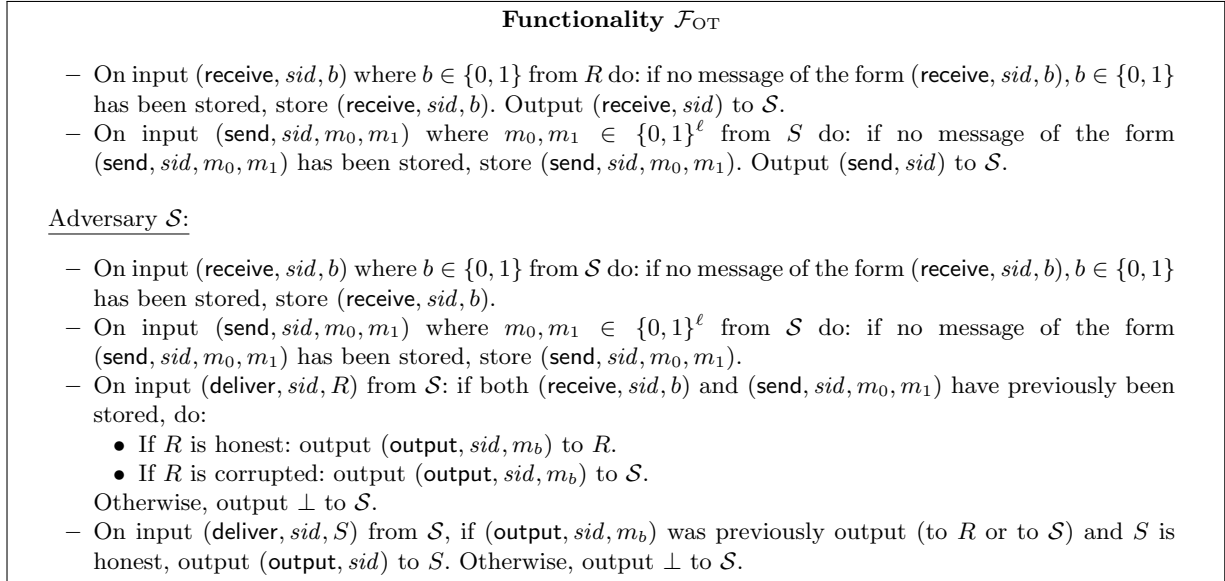 Functionality F_OT
– On input (receive, sid, b) where b ∈ {0, 1} from R do: if no message of the form (receive, sid, b), b ∈ {0, 1}
has been stored, store (receive, sid, b). Output (receive, sid) to 𝒮.
– On input (send, sid, m₀, m₁) where m₀, m₁ ∈ {0, 1}^ℓ from S do: if no message of the form
(send, sid, m₀, m₁) has been stored, store (send, sid, m₀, m₁). Output (send, sid) to 𝒮.
Adversary 𝒮:
– On input (receive, sid, b) where b ∈ {0, 1} from 𝒮 do: if no message of the form (receive, sid, b), b ∈ {0, 1}
has been stored, store (receive, sid, b).
– On input (send, sid, m₀, m₁) where m₀, m₁ ∈ {0, 1}^ℓ from 𝒮 do: if no message of the form
(send, sid, m₀, m₁) has been stored, store (send, sid, m₀, m₁).
– On input (deliver, sid, R) from 𝒮: if both (receive, sid, b) and (send, sid, m₀, m₁) have previously been
stored, do:
• If R is honest: output (output, sid, m_b) to R.
• If R is corrupted: output (output, sid, m_b) to 𝒮.
Otherwise, output ⊥ to 𝒮.
– On input (deliver, sid, S) from 𝒮, if (output, sid, m_b) was previously output (to R or to 𝒮) and S is
honest, output (output, sid) to S. Otherwise, output ⊥ to 𝒮.